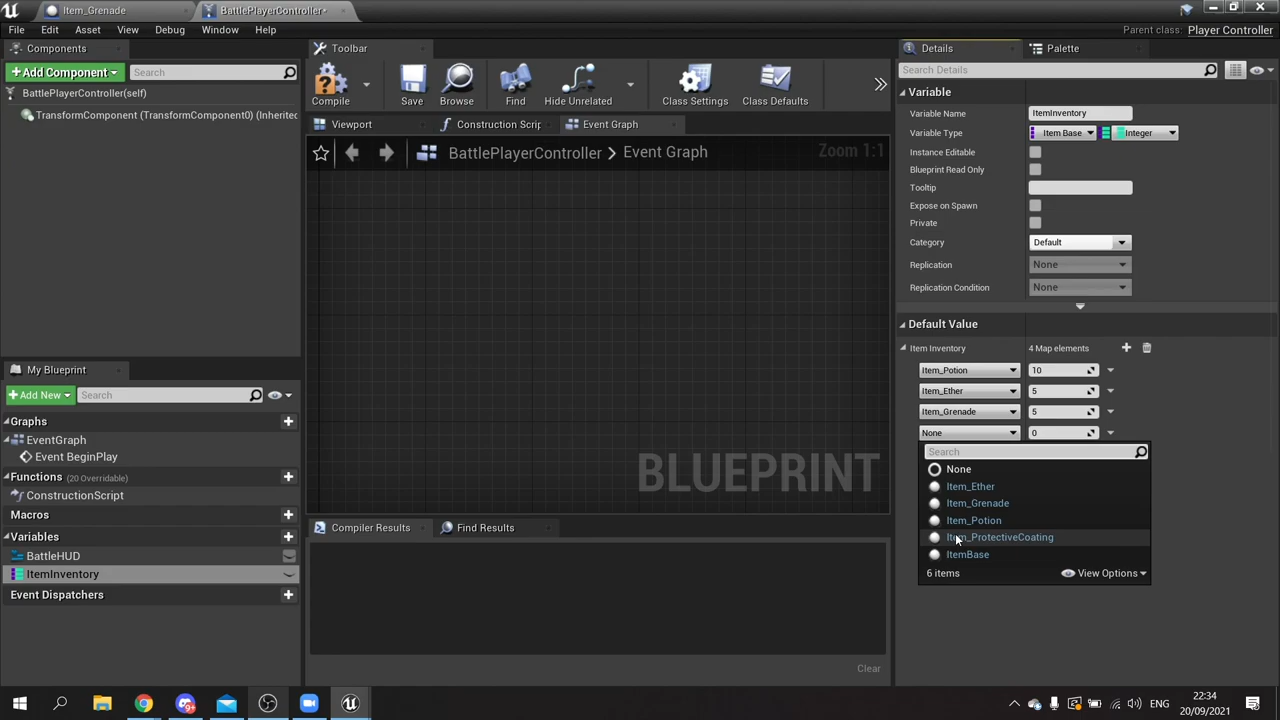 Item_Grenade
BattlePlayerController*
File Edit Asset View Debug Window Help
Parent class: Player Controller
Components
Add Component
Search
BattlePlayerController(self)
TransformComponent (TransformComponent0) (Inherited
Toolbar
Compile
Save
Browse
Find
Hide Unrelated
Class Settings
Class Defaults
Viewport
Construction Scrip
Event Graph
BattlePlayerController
Event Graph
Zoom 1:1
BLUEPRINT
My Blueprint
Add New
Search
Graphs
EventGraph
Event BeginPlay
Functions (20 Overridable)
ConstructionScript
Macros
Variables
BattleHUD
ItemInventory
Event Dispatchers
Compiler Results
Find Results
Clear
Details
Palette
Search Details
Variable
Variable Name ItemInventory
Variable Type Item Base Integer
Instance Editable
Blueprint Read Only
Tooltip
Expose on Spawn
Private
Category Default
Replication None
Replication Condition None
Default Value
Item Inventory 4 Map elements
Item_Potion 10
Item_Ether 5
Item_Grenade 5
None 0
Search
None
Item_Ether
Item_Grenade
Item_Potion
Item_ProtectiveCoating
ItemBase
6 items View Options
ENG
22:34
20/09/2021